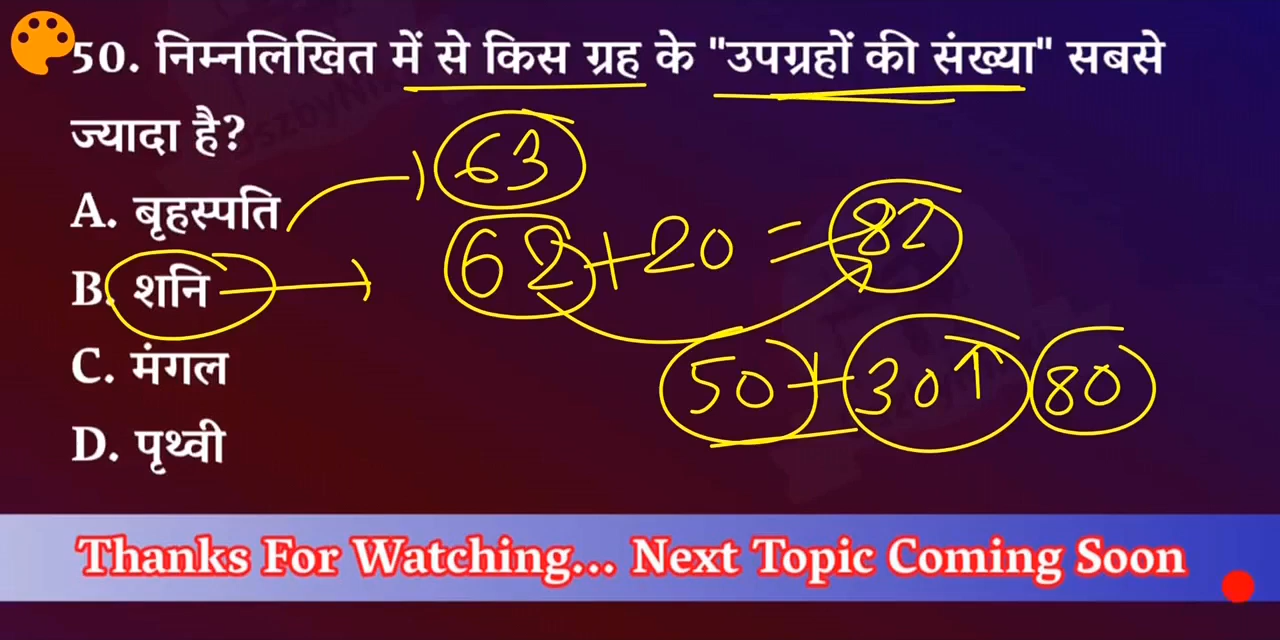 50. निम्नलिखित में से किस ग्रह के "उपग्रहों की संख्या" सबसे
ज्यादा है?
63
A. बृहस्पति
62+20=82
B. शनि
50+30↑ 80
C. मंगल
D. पृथ्वी
Thanks For Watching... Next Topic Coming Soon